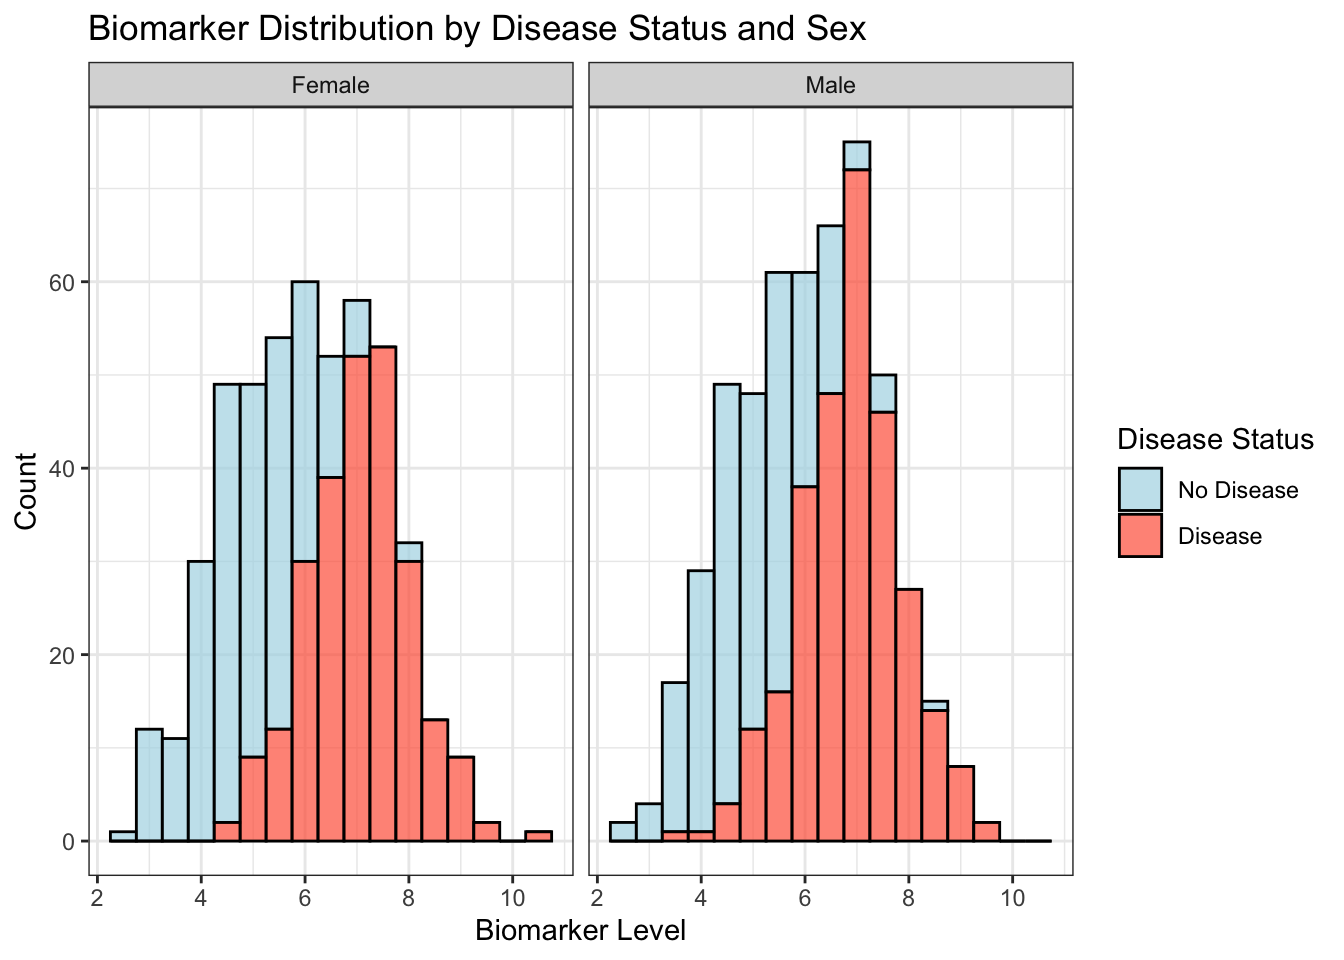 Biomarker Distribution by Disease Status and Sex
Female
Male
Count
60
40
20
0
2 4 6 8 10
2 4 6 8 10
Biomarker Level
Disease Status
No Disease
Disease